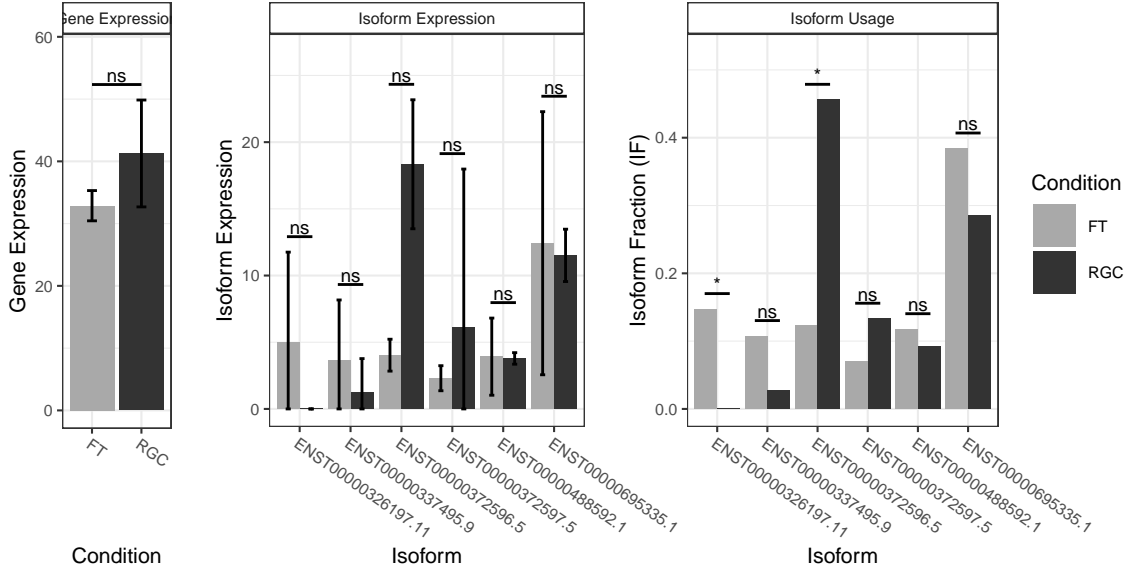 Gene Expression
Isoform Expression
Isoform Usage
Gene Expression
60
40
20
0
ns
FT
RGC
Condition
Isoform Expression
20
10
0
ns
ns
ns
ns
ns
ns
ENST00000326197.11
ENST00000337495.9
ENST00000372596.5
ENST00000372597.5
ENST00000488592.1
ENST00000695335.1
Isoform
Isoform Fraction (IF)
0.4
0.2
0.0
*
ns
*
ns
ns
ns
ENST00000326197.11
ENST00000337495.9
ENST00000372596.5
ENST00000372597.5
ENST00000488592.1
ENST00000695335.1
Isoform
Condition
FT
RGC